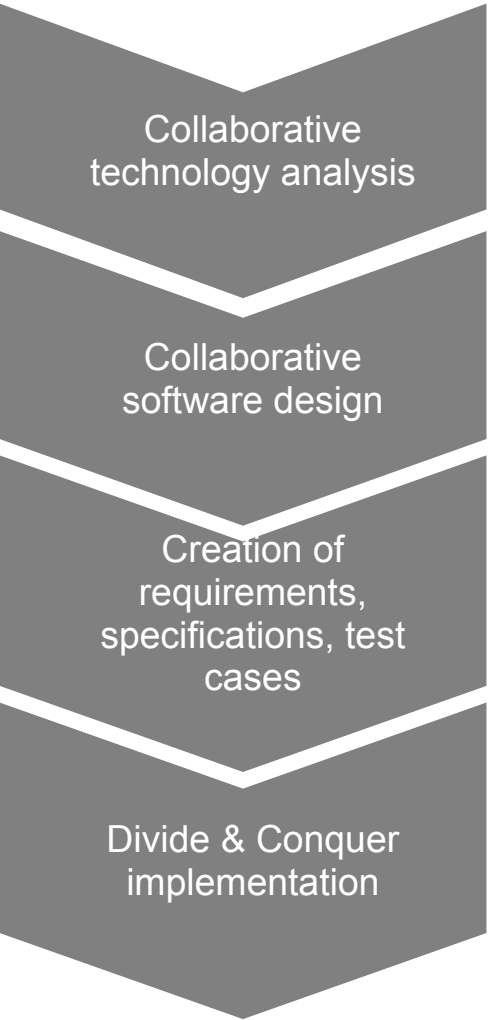 Collaborative
technology analysis
Collaborative
software design
Creation of
requirements,
specifications, test
cases
Divide & Conquer
implementation